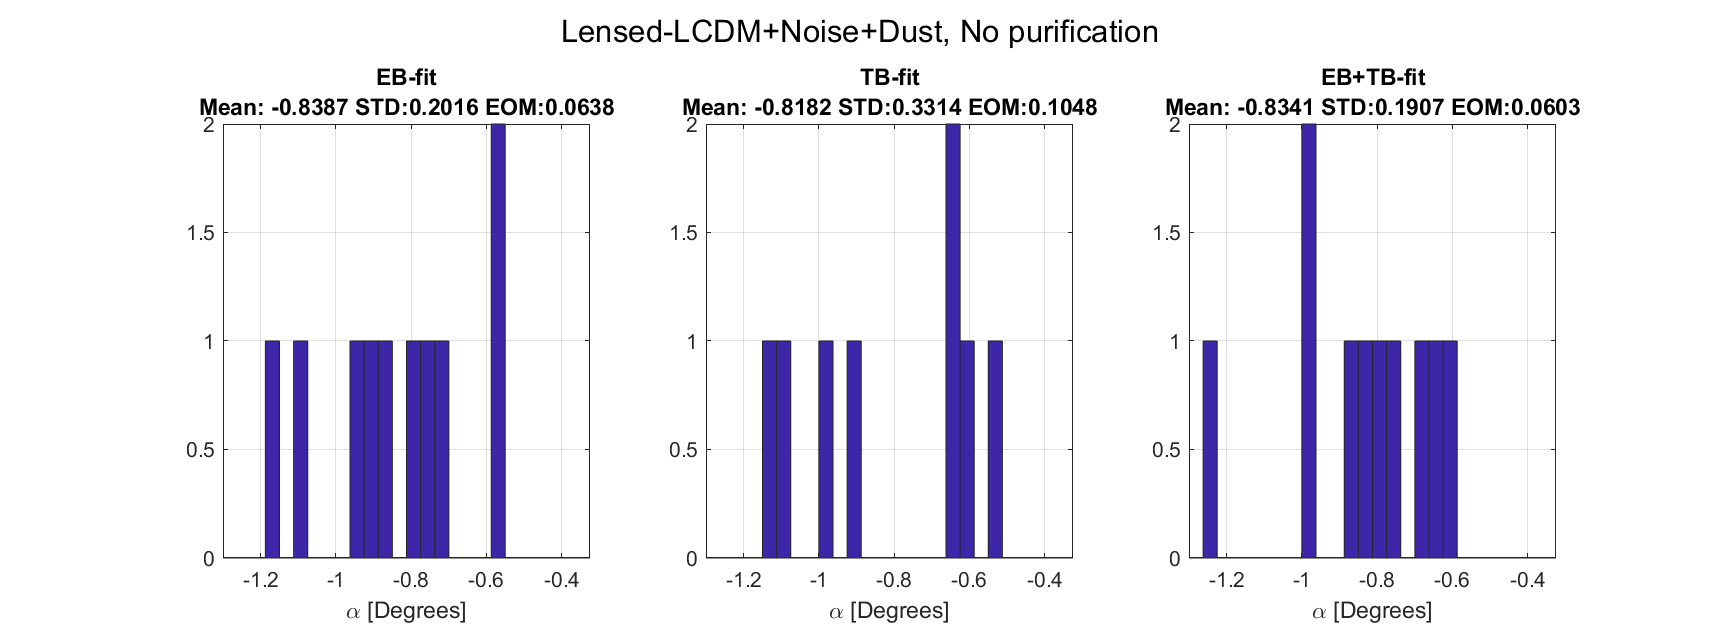 Lensed-LCDM+Noise+Dust, No purification
EB-fit
Mean: -0.8387 STD:0.2016 EOM:0.0638
2
1.5
1
0.5
0
-1.2 -1 -0.8 -0.6 -0.4
α [Degrees]
TB-fit
Mean: -0.8182 STD:0.3314 EOM:0.1048
2
1.5
1
0.5
0
-1.2 -1 -0.8 -0.6 -0.4
α [Degrees]
EB+TB-fit
Mean: -0.8341 STD:0.1907 EOM:0.0603
2
1.5
1
0.5
0
-1.2 -1 -0.8 -0.6 -0.4
α [Degrees]